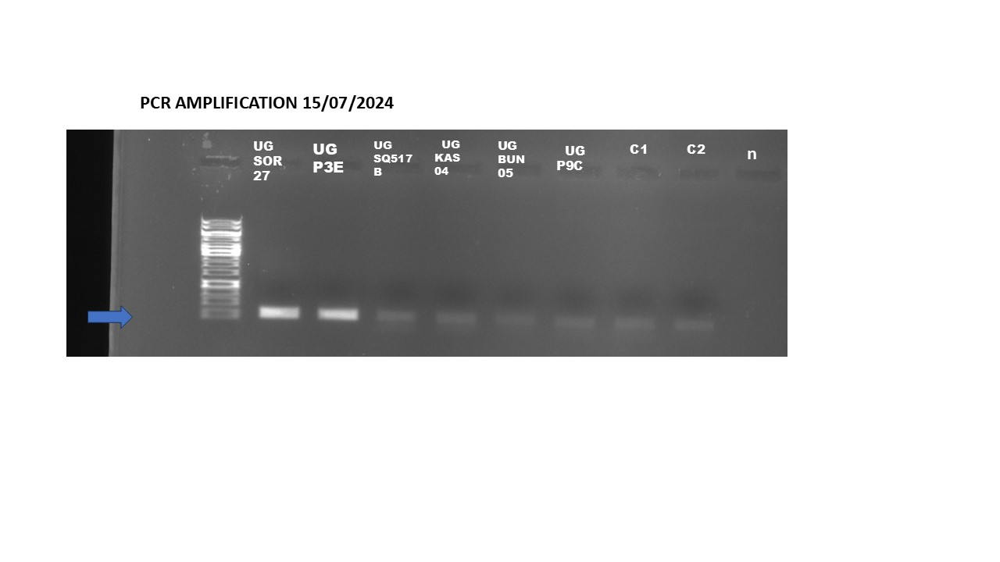 PCR AMPLIFICATION 15/07/2024
UG
SOR
27
UG
P3E
UG
SQ517
B
UG
KAS
04
UG
BUN
05
UG
P9C
C1
C2
n